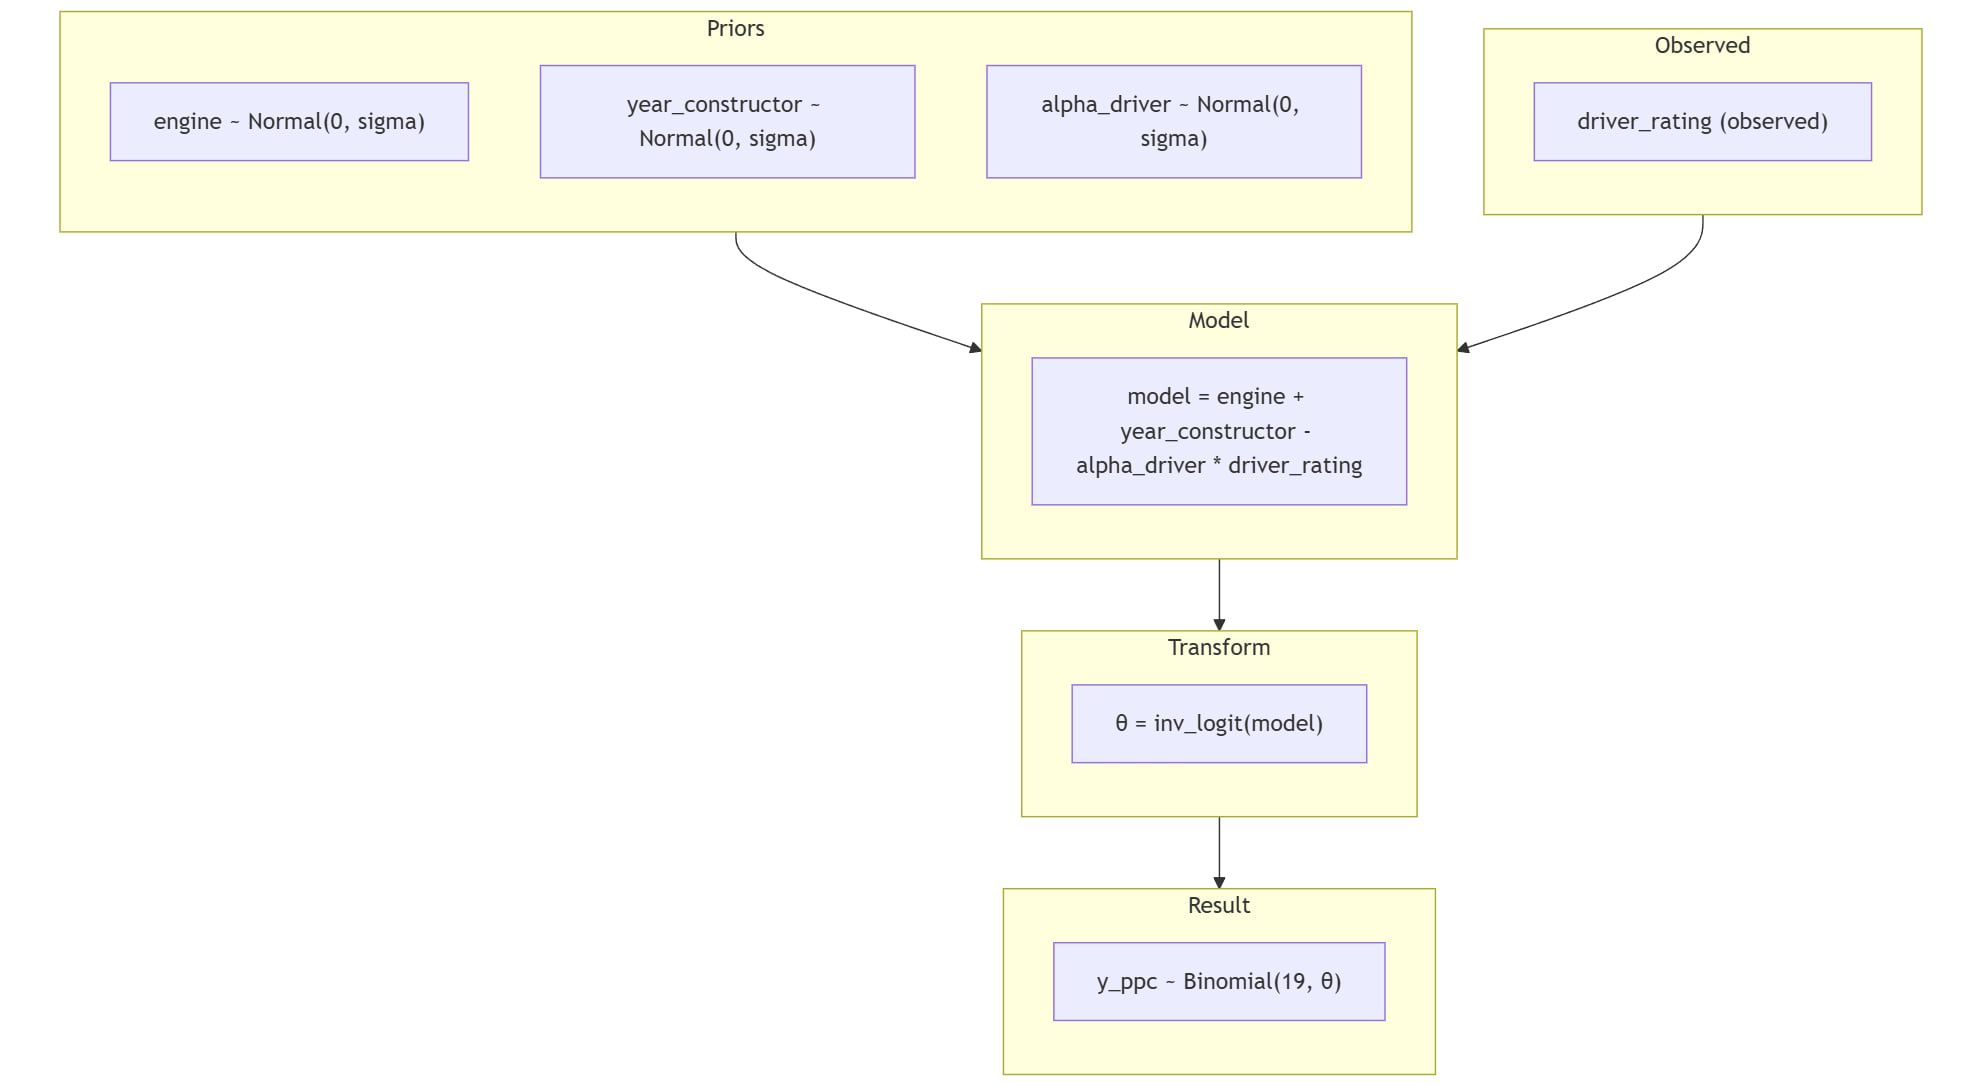 Priors
engine ~ Normal(0, sigma)
year_constructor ~
Normal(0, sigma)
alpha_driver ~ Normal(0,
sigma)
Observed
driver_rating (observed)
Model
model = engine +
year_constructor -
alpha_driver * driver_rating
Transform
θ = inv_logit(model)
Result
y_ppc ~ Binomial(19, θ)